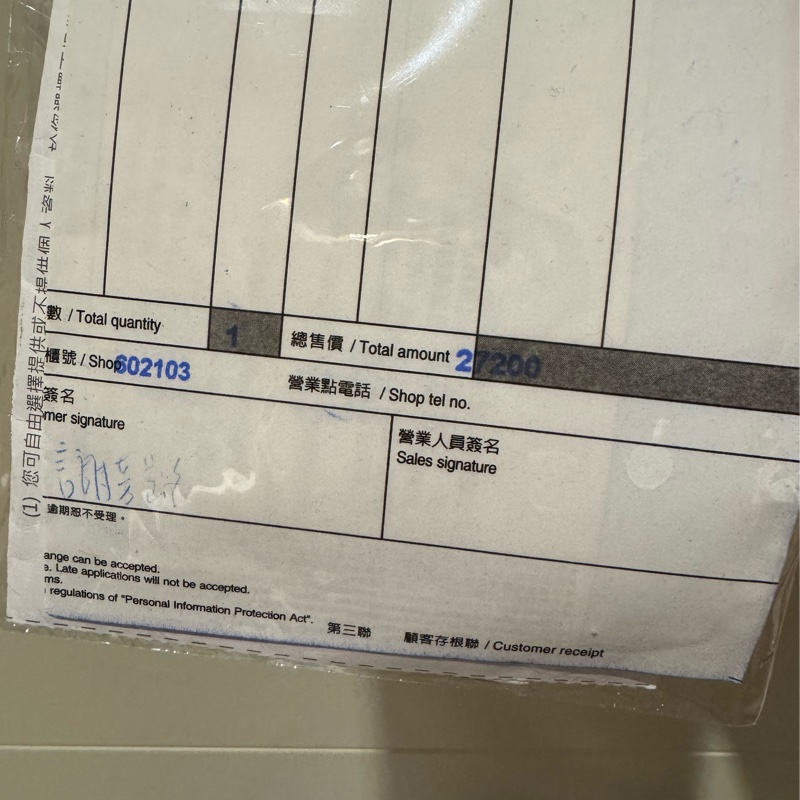 數 / Total quantity 1 總售價 / Total amount 27200
櫃號 / Shop 602103 營業點電話 / Shop tel no.
簽名
mer signature
營業人員簽名
Sales signature
逾期恕不受理。
ange can be accepted.
e. Late applications will not be accepted.
ms.
regulations of "Personal Information Protection Act".
第三聯 顧客存根聯 / Customer receipt
(1) 您可自由選擇提供或不提供個人資料